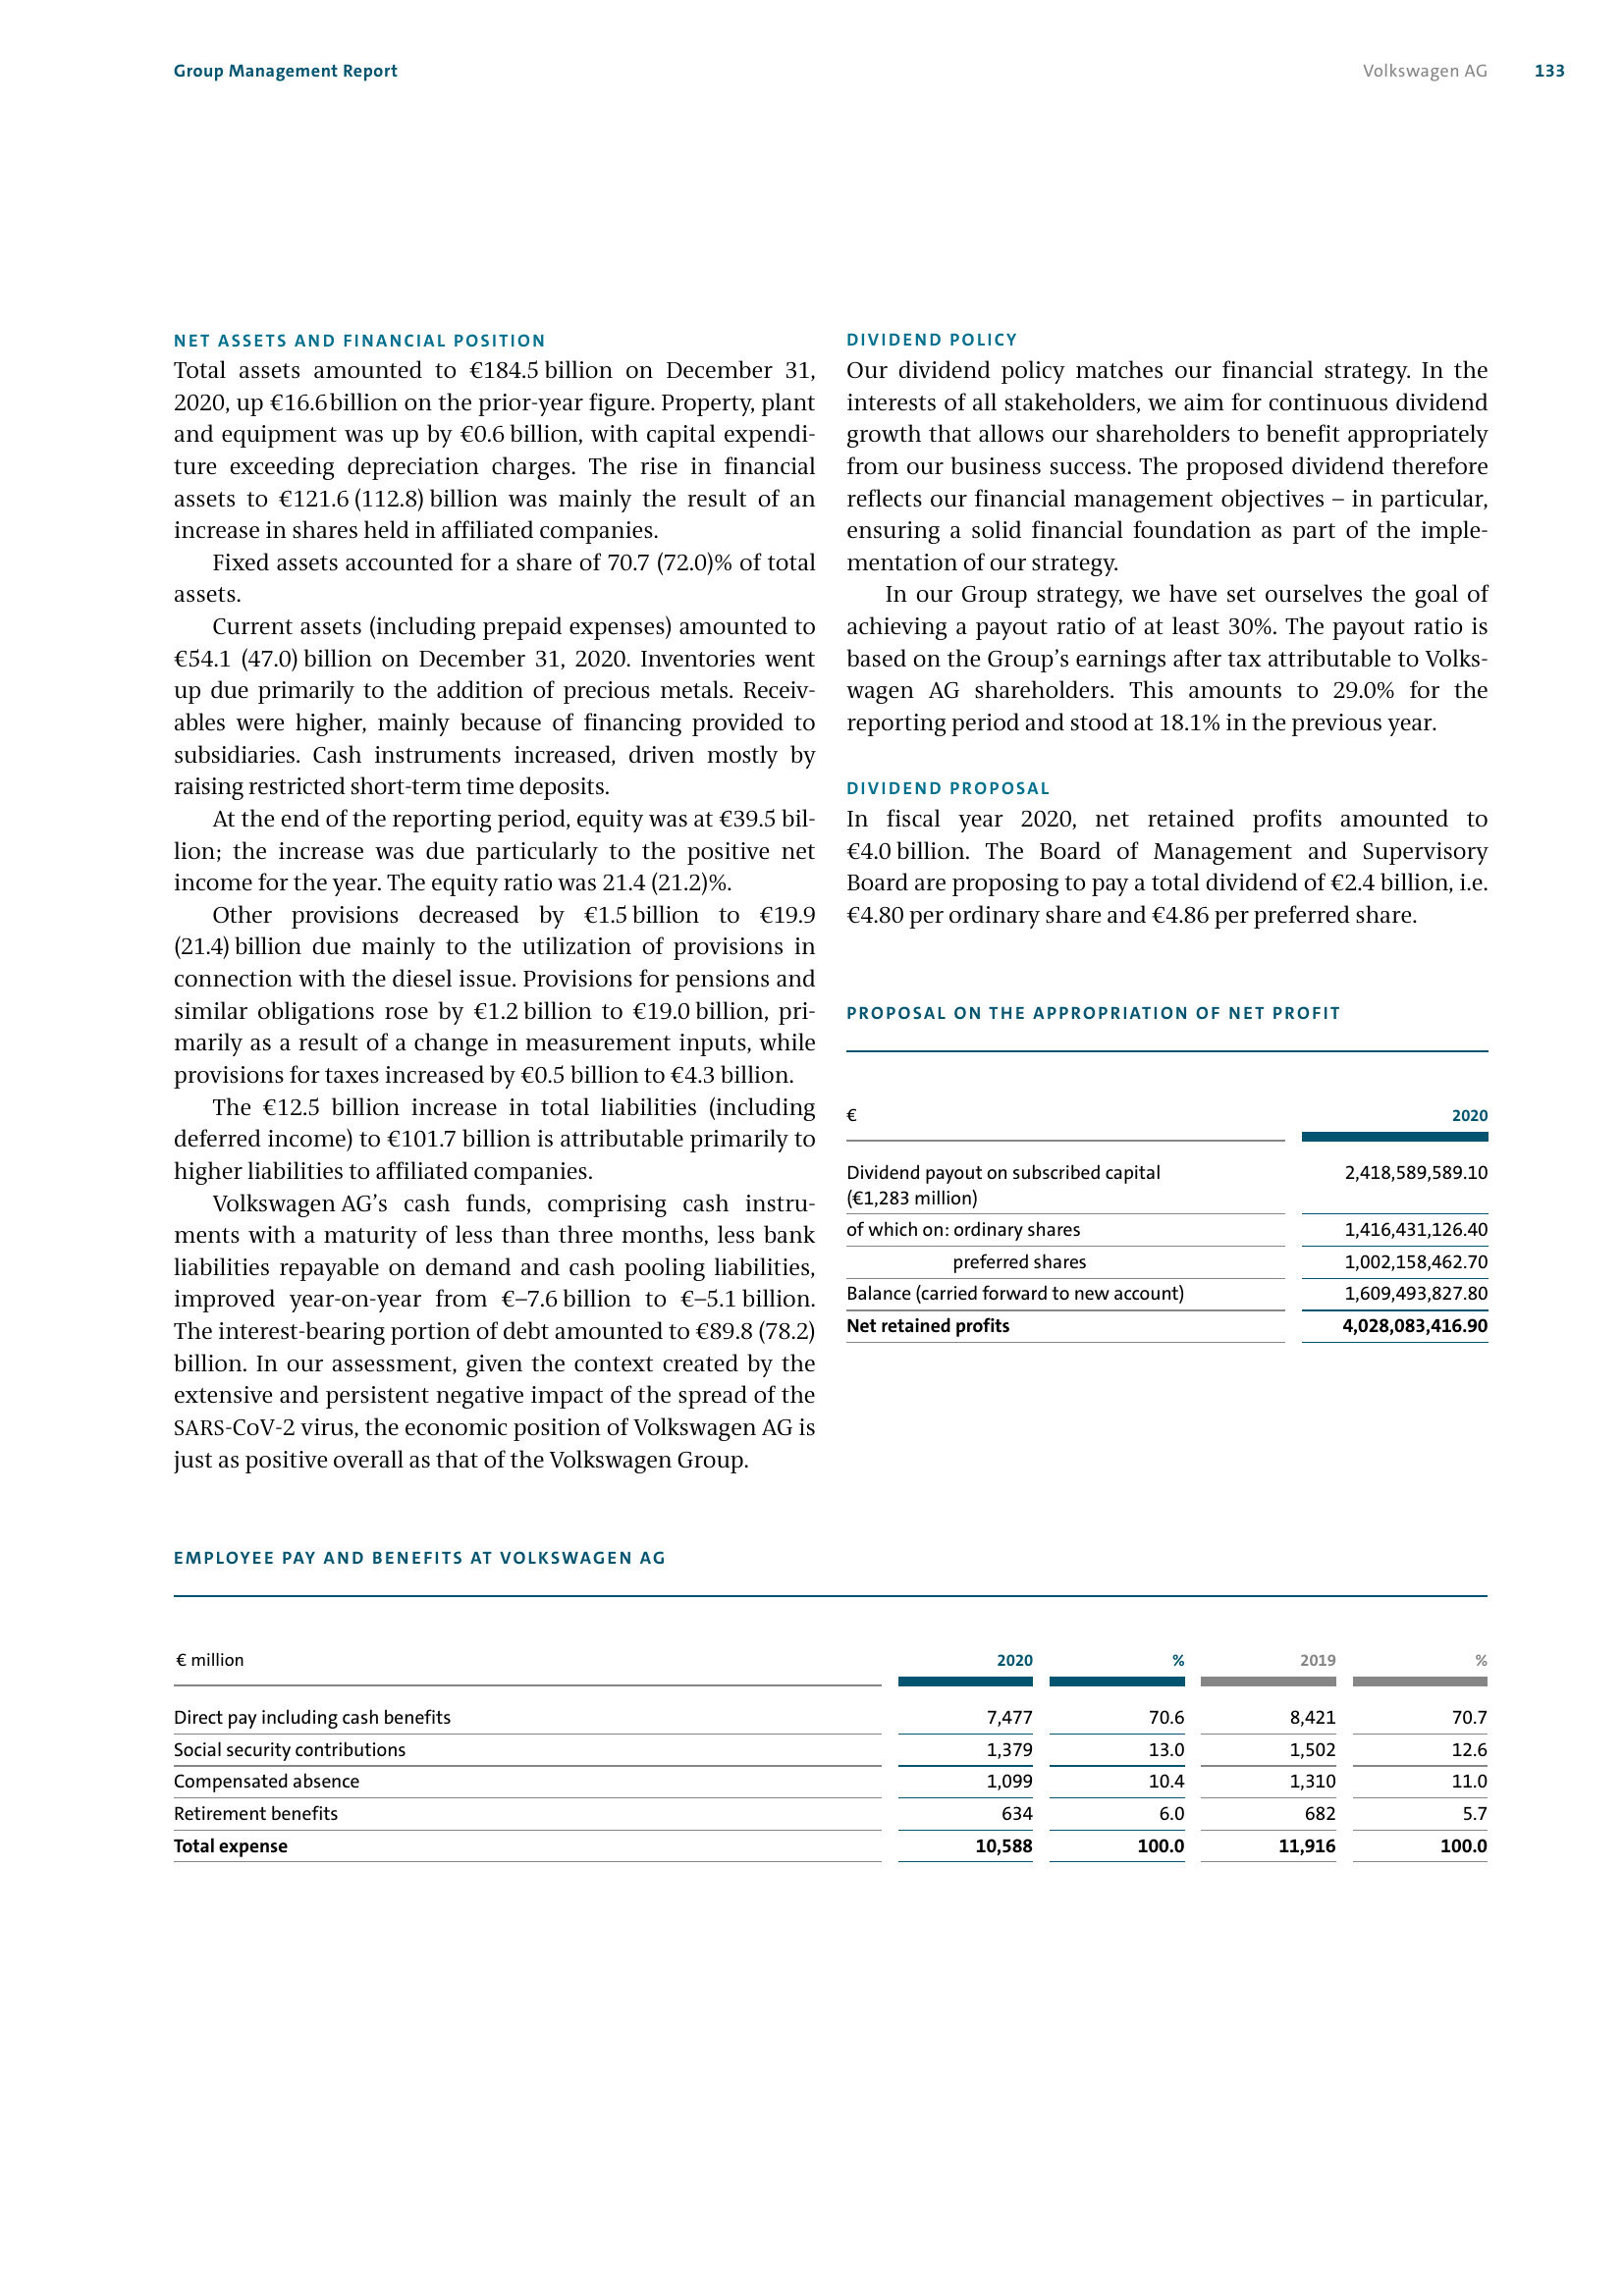 Group Management Report
Volkswagen AG 133
NET ASSETS AND FINANCIAL POSITION
Total assets amounted to €184.5 billion on December 31,
2020, up €16.6 billion on the prior-year figure. Property, plant
and equipment was up by €0.6 billion, with capital expendi-
ture exceeding depreciation charges. The rise in financial
assets to €121.6 (112.8) billion was mainly the result of an
increase in shares held in affiliated companies.
Fixed assets accounted for a share of 70.7 (72.0)% of total
assets.
Current assets (including prepaid expenses) amounted to
€54.1 (47.0) billion on December 31, 2020. Inventories went
up due primarily to the addition of precious metals. Receiv-
ables were higher, mainly because of financing provided to
subsidiaries. Cash instruments increased, driven mostly by
raising restricted short-term time deposits.
At the end of the reporting period, equity was at €39.5 bil-
lion; the increase was due particularly to the positive net
income for the year. The equity ratio was 21.4 (21.2)%.
Other provisions decreased by €1.5 billion to €19.9
(21.4) billion due mainly to the utilization of provisions in
connection with the diesel issue. Provisions for pensions and
similar obligations rose by €1.2 billion to €19.0 billion, pri-
marily as a result of a change in measurement inputs, while
provisions for taxes increased by €0.5 billion to €4.3 billion.
The €12.5 billion increase in total liabilities (including
deferred income) to €101.7 billion is attributable primarily to
higher liabilities to affiliated companies.
Volkswagen AG's cash funds, comprising cash instru-
ments with a maturity of less than three months, less bank
liabilities repayable on demand and cash pooling liabilities,
improved year-on-year from €–7.6 billion to €–5.1 billion.
The interest-bearing portion of debt amounted to €89.8 (78.2)
billion. In our assessment, given the context created by the
extensive and persistent negative impact of the spread of the
SARS-CoV-2 virus, the economic position of Volkswagen AG is
just as positive overall as that of the Volkswagen Group.
DIVIDEND POLICY
Our dividend policy matches our financial strategy. In the
interests of all stakeholders, we aim for continuous dividend
growth that allows our shareholders to benefit appropriately
from our business success. The proposed dividend therefore
reflects our financial management objectives – in particular,
ensuring a solid financial foundation as part of the imple-
mentation of our strategy.
In our Group strategy, we have set ourselves the goal of
achieving a payout ratio of at least 30%. The payout ratio is
based on the Group's earnings after tax attributable to Volks-
wagen AG shareholders. This amounts to 29.0% for the
reporting period and stood at 18.1% in the previous year.
DIVIDEND PROPOSAL
In fiscal year 2020, net retained profits amounted to
€4.0 billion. The Board of Management and Supervisory
Board are proposing to pay a total dividend of €2.4 billion, i.e.
€4.80 per ordinary share and €4.86 per preferred share.
PROPOSAL ON THE APPROPRIATION OF NET PROFIT
€ 2020
Dividend payout on subscribed capital 2,418,589,589.10
(€1,283 million)
of which on: ordinary shares 1,416,431,126.40
preferred shares 1,002,158,462.70
Balance (carried forward to new account) 1,609,493,827.80
Net retained profits 4,028,083,416.90
EMPLOYEE PAY AND BENEFITS AT VOLKSWAGEN AG
€ million 2020 % 2019 %
Direct pay including cash benefits 7,477 70.6 8,421 70.7
Social security contributions 1,379 13.0 1,502 12.6
Compensated absence 1,099 10.4 1,310 11.0
Retirement benefits 634 6.0 682 5.7
Total expense 10,588 100.0 11,916 100.0